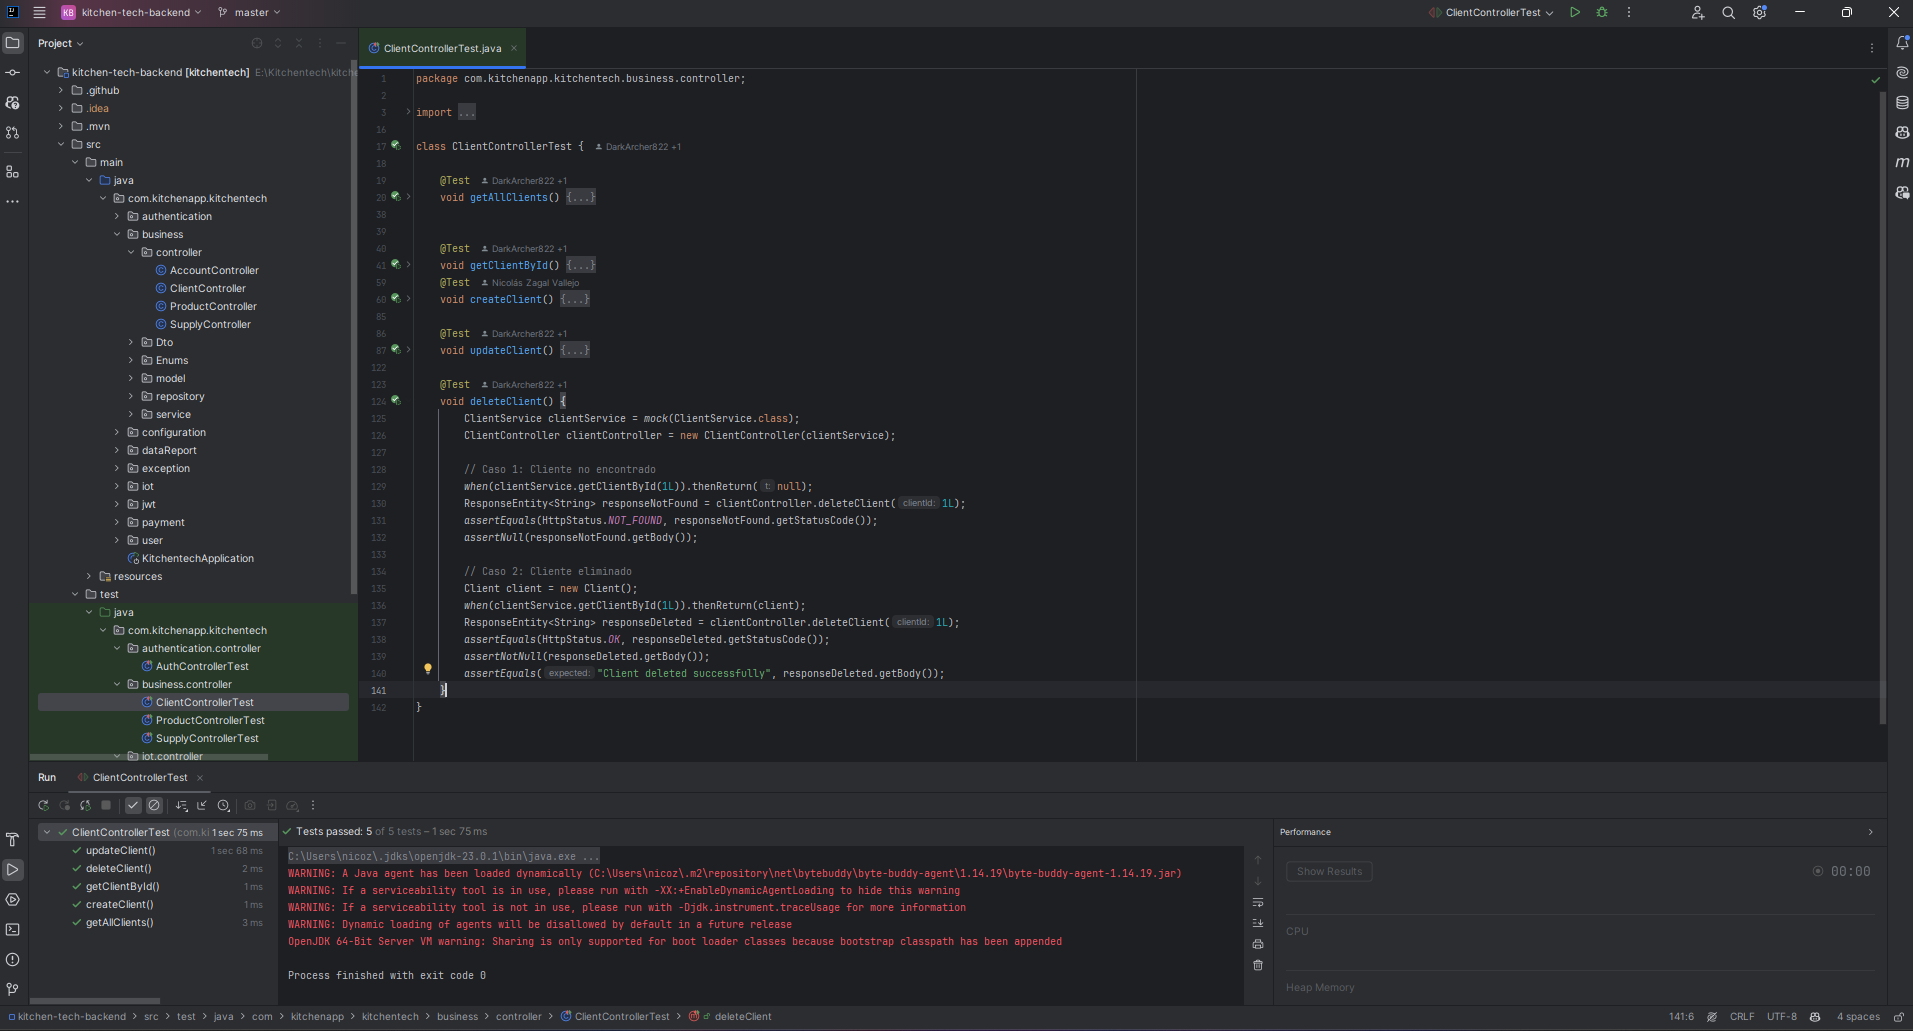 KB kitchen-tech-backend master ClientControllerTest
Project
ClientControllerTest.java
kitchen-tech-backend [kitchentech] E:\Kitchentech\kitche
.github
.idea
.mvn
src
main
java
com.kitchenapp.kitchentech
authentication
business
controller
AccountController
ClientController
ProductController
SupplyController
Dto
Enums
model
repository
service
configuration
dataReport
exception
iot
jwt
payment
user
KitchentechApplication
resources
test
java
com.kitchenapp.kitchentech
authentication.controller
AuthControllerTest
business.controller
ClientControllerTest
ProductControllerTest
SupplyControllerTest
iot.controller
1 package com.kitchenapp.kitchentech.business.controller;
2
3 import ...
16
17 class ClientControllerTest { DarkArcher822 +1
18
19 @Test DarkArcher822 +1
20 void getAllClients() {...}
38
39
40 @Test DarkArcher822 +1
41 void getClientById() {...}
59 @Test Nicolás Zagal Vallejo
60 void createClient() {...}
85
86 @Test DarkArcher822 +1
87 void updateClient() {...}
122
123 @Test DarkArcher822 +1
124 void deleteClient() {
125 ClientService clientService = mock(ClientService.class);
126 ClientController clientController = new ClientController(clientService);
127
128 // Caso 1: Cliente no encontrado
129 when(clientService.getClientById(1L)).thenReturn( t: null);
130 ResponseEntity<String> responseNotFound = clientController.deleteClient( clientId: 1L);
131 assertEquals(HttpStatus.NOT_FOUND, responseNotFound.getStatusCode());
132 assertNull(responseNotFound.getBody());
133
134 // Caso 2: Cliente eliminado
135 Client client = new Client();
136 when(clientService.getClientById(1L)).thenReturn(client);
137 ResponseEntity<String> responseDeleted = clientController.deleteClient( clientId: 1L);
138 assertEquals(HttpStatus.OK, responseDeleted.getStatusCode());
139 assertNotNull(responseDeleted.getBody());
140 assertEquals( expected: "Client deleted successfully", responseDeleted.getBody());
141 }
142 }
Run ClientControllerTest
ClientControllerTest (com.ki 1 sec 75 ms
updateClient() 1 sec 68 ms
deleteClient() 2 ms
getClientById() 1 ms
createClient() 1 ms
getAllClients() 3 ms
Tests passed: 5 of 5 tests – 1 sec 75 ms
C:\Users\nicoz\.jdks\openjdk-23.0.1\bin\java.exe ...
WARNING: A Java agent has been loaded dynamically (C:\Users\nicoz\.m2\repository\net\bytebuddy\byte-buddy-agent\1.14.19\byte-buddy-agent-1.14.19.jar)
WARNING: If a serviceability tool is in use, please run with -XX:+EnableDynamicAgentLoading to hide this warning
WARNING: If a serviceability tool is not in use, please run with -Djdk.instrument.traceUsage for more information
WARNING: Dynamic loading of agents will be disallowed by default in a future release
OpenJDK 64-Bit Server VM warning: Sharing is only supported for boot loader classes because bootstrap classpath has been appended
Process finished with exit code 0
Performance
Show Results 00:00
CPU
Heap Memory
kitchen-tech-backend > src > test > java > com > kitchenapp > kitchentech > business > controller > ClientControllerTest > deleteClient
141:6 CRLF UTF-8 4 spaces